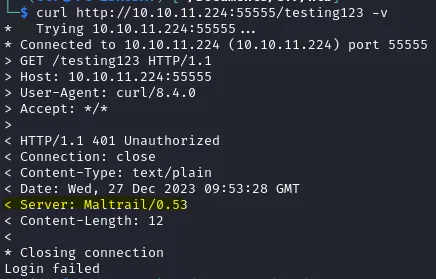 $ curl http://10.10.11.224:55555/testing123 -v
*   Trying 10.10.11.224:55555...
* Connected to 10.10.11.224 (10.10.11.224) port 55555
> GET /testing123 HTTP/1.1
> Host: 10.10.11.224:55555
> User-Agent: curl/8.4.0
> Accept: */*
>
< HTTP/1.1 401 Unauthorized
< Connection: close
< Content-Type: text/plain
< Date: Wed, 27 Dec 2023 09:53:28 GMT
< Server: Maltrail/0.53
< Content-Length: 12
<
* Closing connection
Login failed